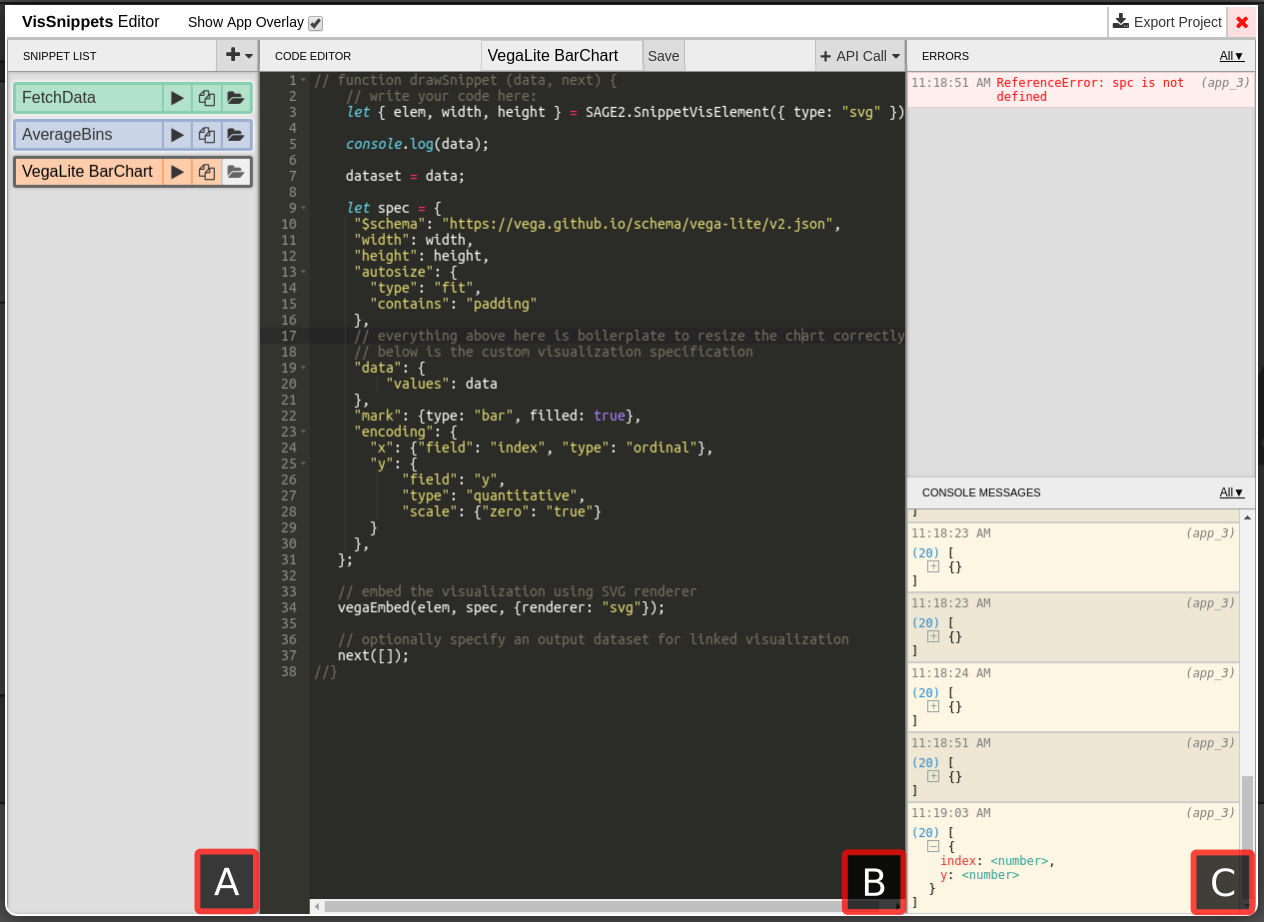 VisSnippets Editor Show App Overlay Export Project
SNIPPET LIST
FetchData
AverageBins
VegaLite BarChart
A
CODE EDITOR VegaLite BarChart Save + API Call
1 // function drawSnippet (data, next) {
2     // write your code here:
3     let { elem, width, height } = SAGE2.SnippetVisElement({ type: "svg" })
4
5     console.log(data);
6
7     dataset = data;
8
9     let spec = {
10      "$schema": "https://vega.github.io/schema/vega-lite/v2.json",
11      "width": width,
12      "height": height,
13      "autosize": {
14        "type": "fit",
15        "contains": "padding"
16      },
17      // everything above here is boilerplate to resize the chart correctly
18      // below is the custom visualization specification
19      "data": {
20          "values": data
21      },
22      "mark": {type: "bar", filled: true},
23      "encoding": {
24        "x": {"field": "index", "type": "ordinal"},
25        "y": {
26            "field": "y",
27            "type": "quantitative",
28            "scale": {"zero": "true"}
29        }
30      },
31    };
32
33    // embed the visualization using SVG renderer
34    vegaEmbed(elem, spec, {renderer: "svg"});
35
36    // optionally specify an output dataset for linked visualization
37    next([]);
38 //}
B
ERRORS All▼
11:18:51 AM ReferenceError: spc is not (app_3)
defined
CONSOLE MESSAGES All▼
]
11:18:23 AM (app_3)
(20) [
+ {}
]
11:18:23 AM (app_3)
(20) [
+ {}
]
11:18:24 AM (app_3)
(20) [
+ {}
]
11:18:51 AM (app_3)
(20) [
+ {}
]
11:19:03 AM (app_3)
(20) [
− {
index: <number>,
y: <number>
}
]
C